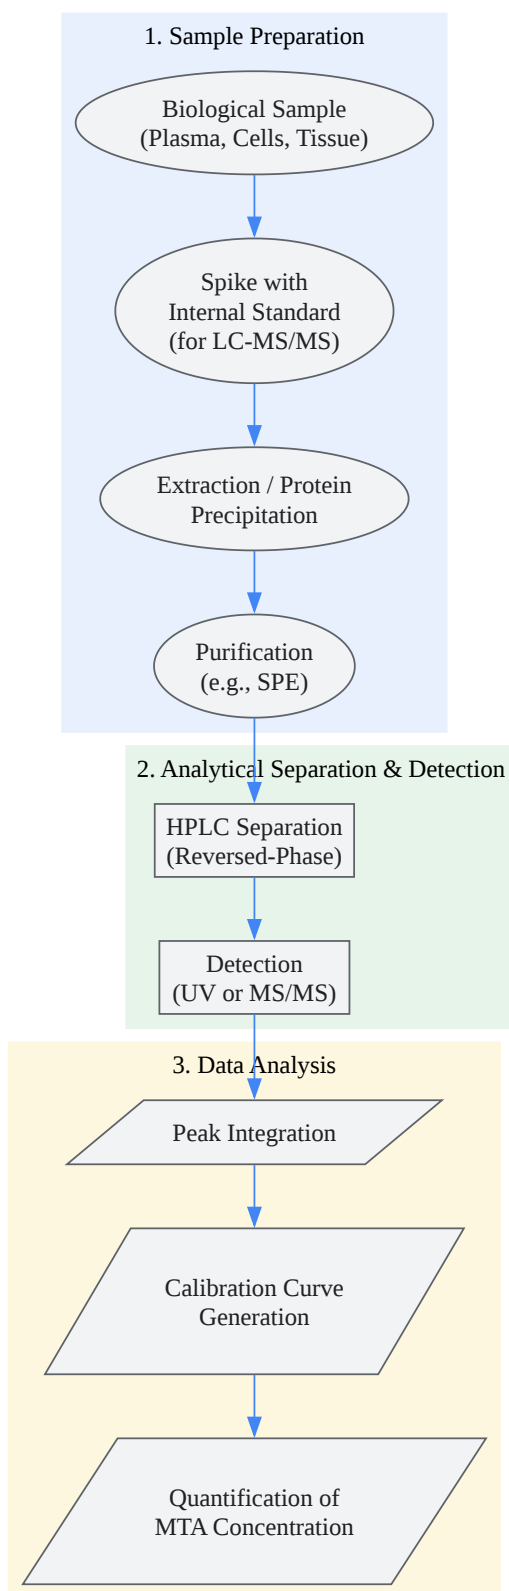 1. Sample Preparation
Biological Sample
(Plasma, Cells, Tissue)
Spike with
Internal Standard
(for LC-MS/MS)
Extraction / Protein
Precipitation
Purification
(e.g., SPE)
2. Analytical Separation & Detection
HPLC Separation
(Reversed-Phase)
Detection
(UV or MS/MS)
3. Data Analysis
Peak Integration
Calibration Curve
Generation
Quantification of
MTA Concentration